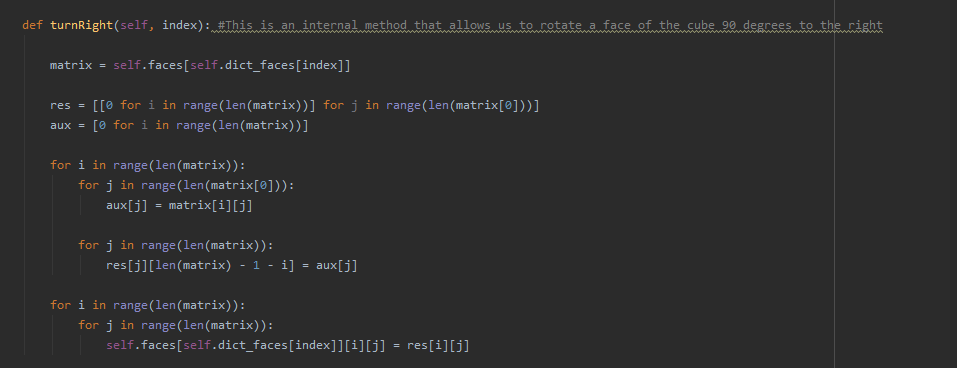 def turnRight(self, index): #This is an internal method that allows us to rotate a face of the cube 90 degrees to the right
matrix = self.faces[self.dict_faces[index]]
res = [[0 for i in range(len(matrix))] for j in range(len(matrix[0]))]
aux = [0 for i in range(len(matrix))]
for i in range(len(matrix)):
for j in range(len(matrix[0])):
aux[j] = matrix[i][j]
for j in range(len(matrix)):
res[j][len(matrix) - 1 - i] = aux[j]
for i in range(len(matrix)):
for j in range(len(matrix)):
self.faces[self.dict_faces[index]][i][j] = res[i][j]